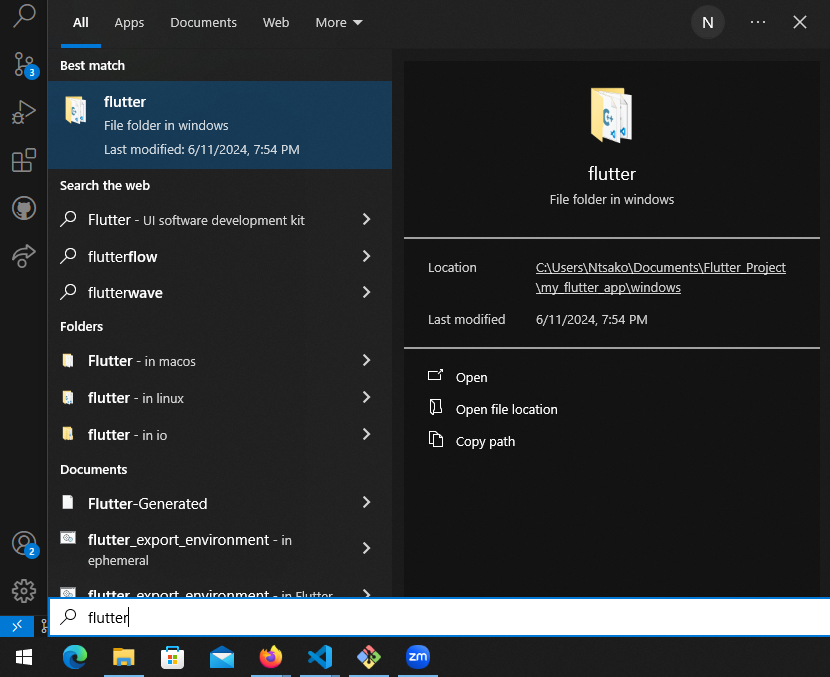 All Apps Documents Web More N
Best match
flutter
File folder in windows
Last modified: 6/11/2024, 7:54 PM
Search the web
Flutter - UI software development kit
flutterflow
flutterwave
Folders
Flutter - in macos
flutter - in linux
flutter - in io
Documents
Flutter-Generated
flutter_export_environment - in
ephemeral
flutter_export_environment - in Flutter
flutter
File folder in windows
Location C:\Users\Ntsako\Documents\Flutter_Project
\my_flutter_app\windows
Last modified 6/11/2024, 7:54 PM
Open
Open file location
Copy path
3
2
flutter
zm